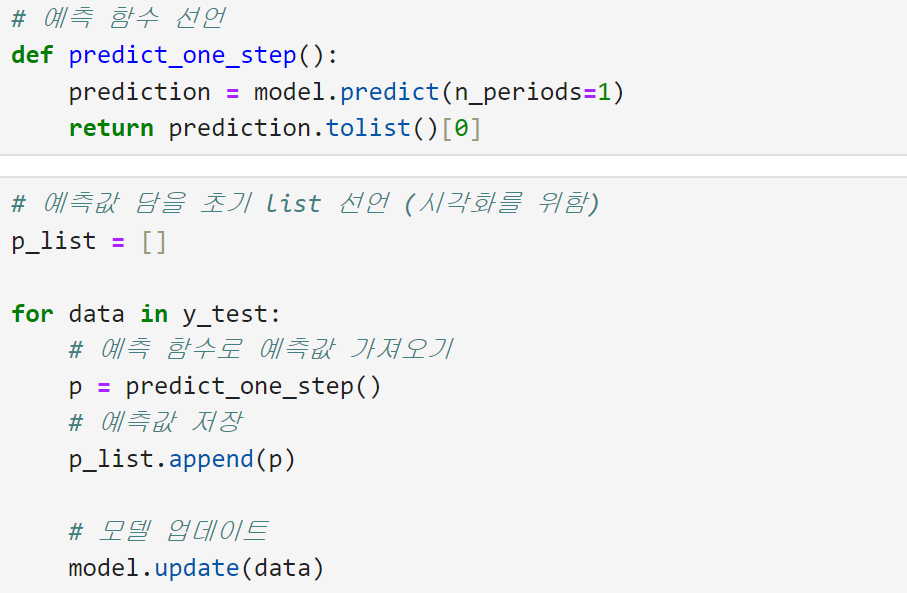 # 예측 함수 선언
def predict_one_step():
    prediction = model.predict(n_periods=1)
    return prediction.tolist()[0]
# 예측값 담을 초기 list 선언 (시각화를 위함)
p_list = []
for data in y_test:
    # 예측 함수로 예측값 가져오기
    p = predict_one_step()
    # 예측값 저장
    p_list.append(p)
    # 모델 업데이트
    model.update(data)